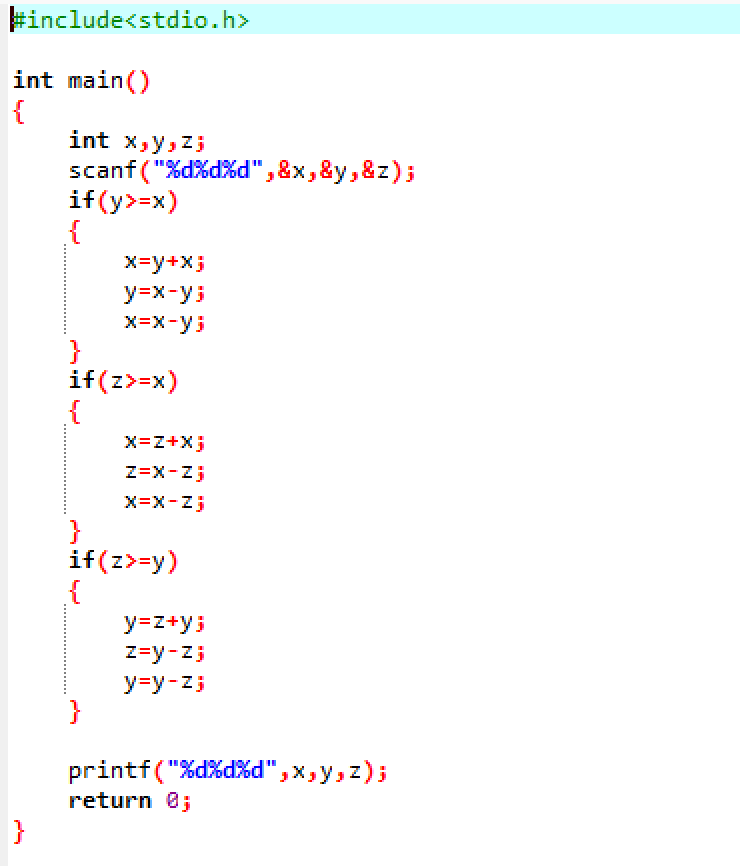 #include<stdio.h>
int main()
{
int x,y,z;
scanf("%d%d%d",&x,&y,&z);
if(y>=x)
{
x=y+x;
y=x-y;
x=x-y;
}
if(z>=x)
{
x=z+x;
z=x-z;
x=x-z;
}
if(z>=y)
{
y=z+y;
z=y-z;
y=y-z;
}
printf("%d%d%d",x,y,z);
return 0;
}